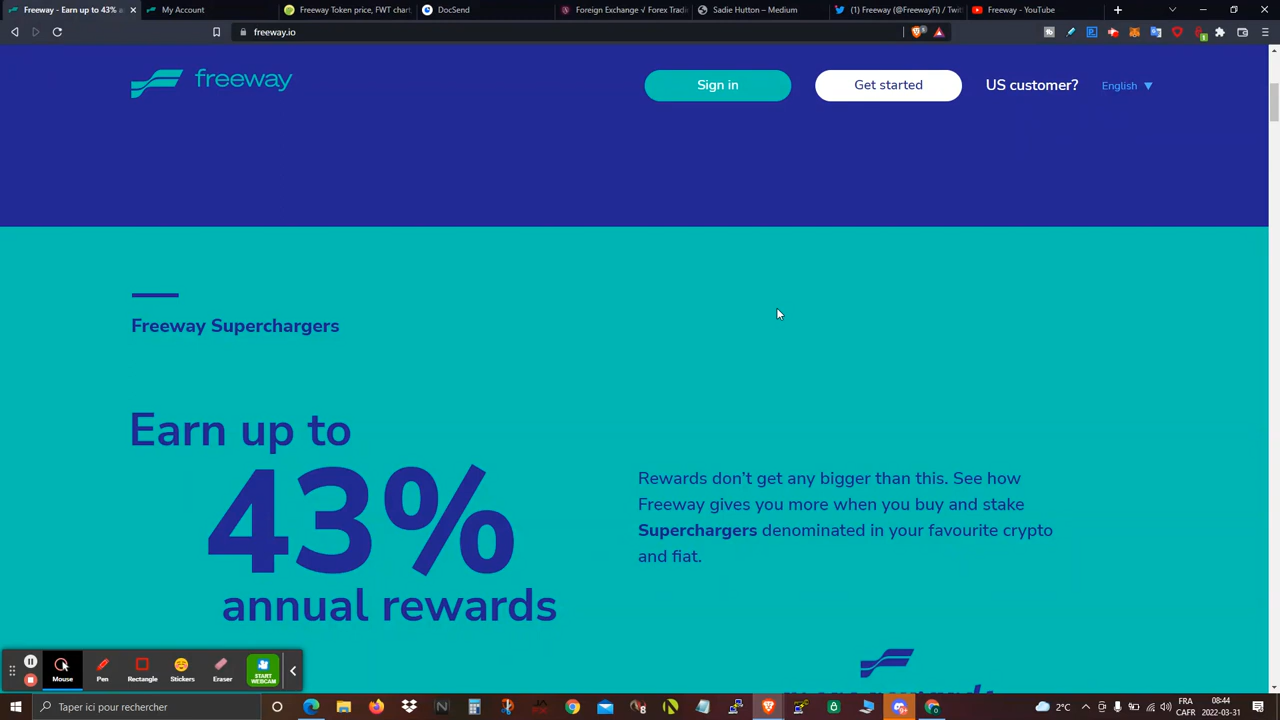 Freeway - Earn up to 43% a
My Account
Freeway Token price, FWT chart,
DocSend
Foreign Exchange √ Forex Tradi
Sadie Hutton – Medium
(1) Freeway (@FreewayFi) / Twitt
Freeway - YouTube
freeway.io
freeway
Sign in
Get started
US customer?
English
Freeway Superchargers
Earn up to
43%
annual rewards
Rewards don't get any bigger than this. See how
Freeway gives you more when you buy and stake
Superchargers denominated in your favourite crypto
and fiat.
Mouse
Pen
Rectangle
Stickers
Eraser
START
WEBCAM
Taper ici pour rechercher
2°C
FRA
CAFR
08:44
2022-03-31